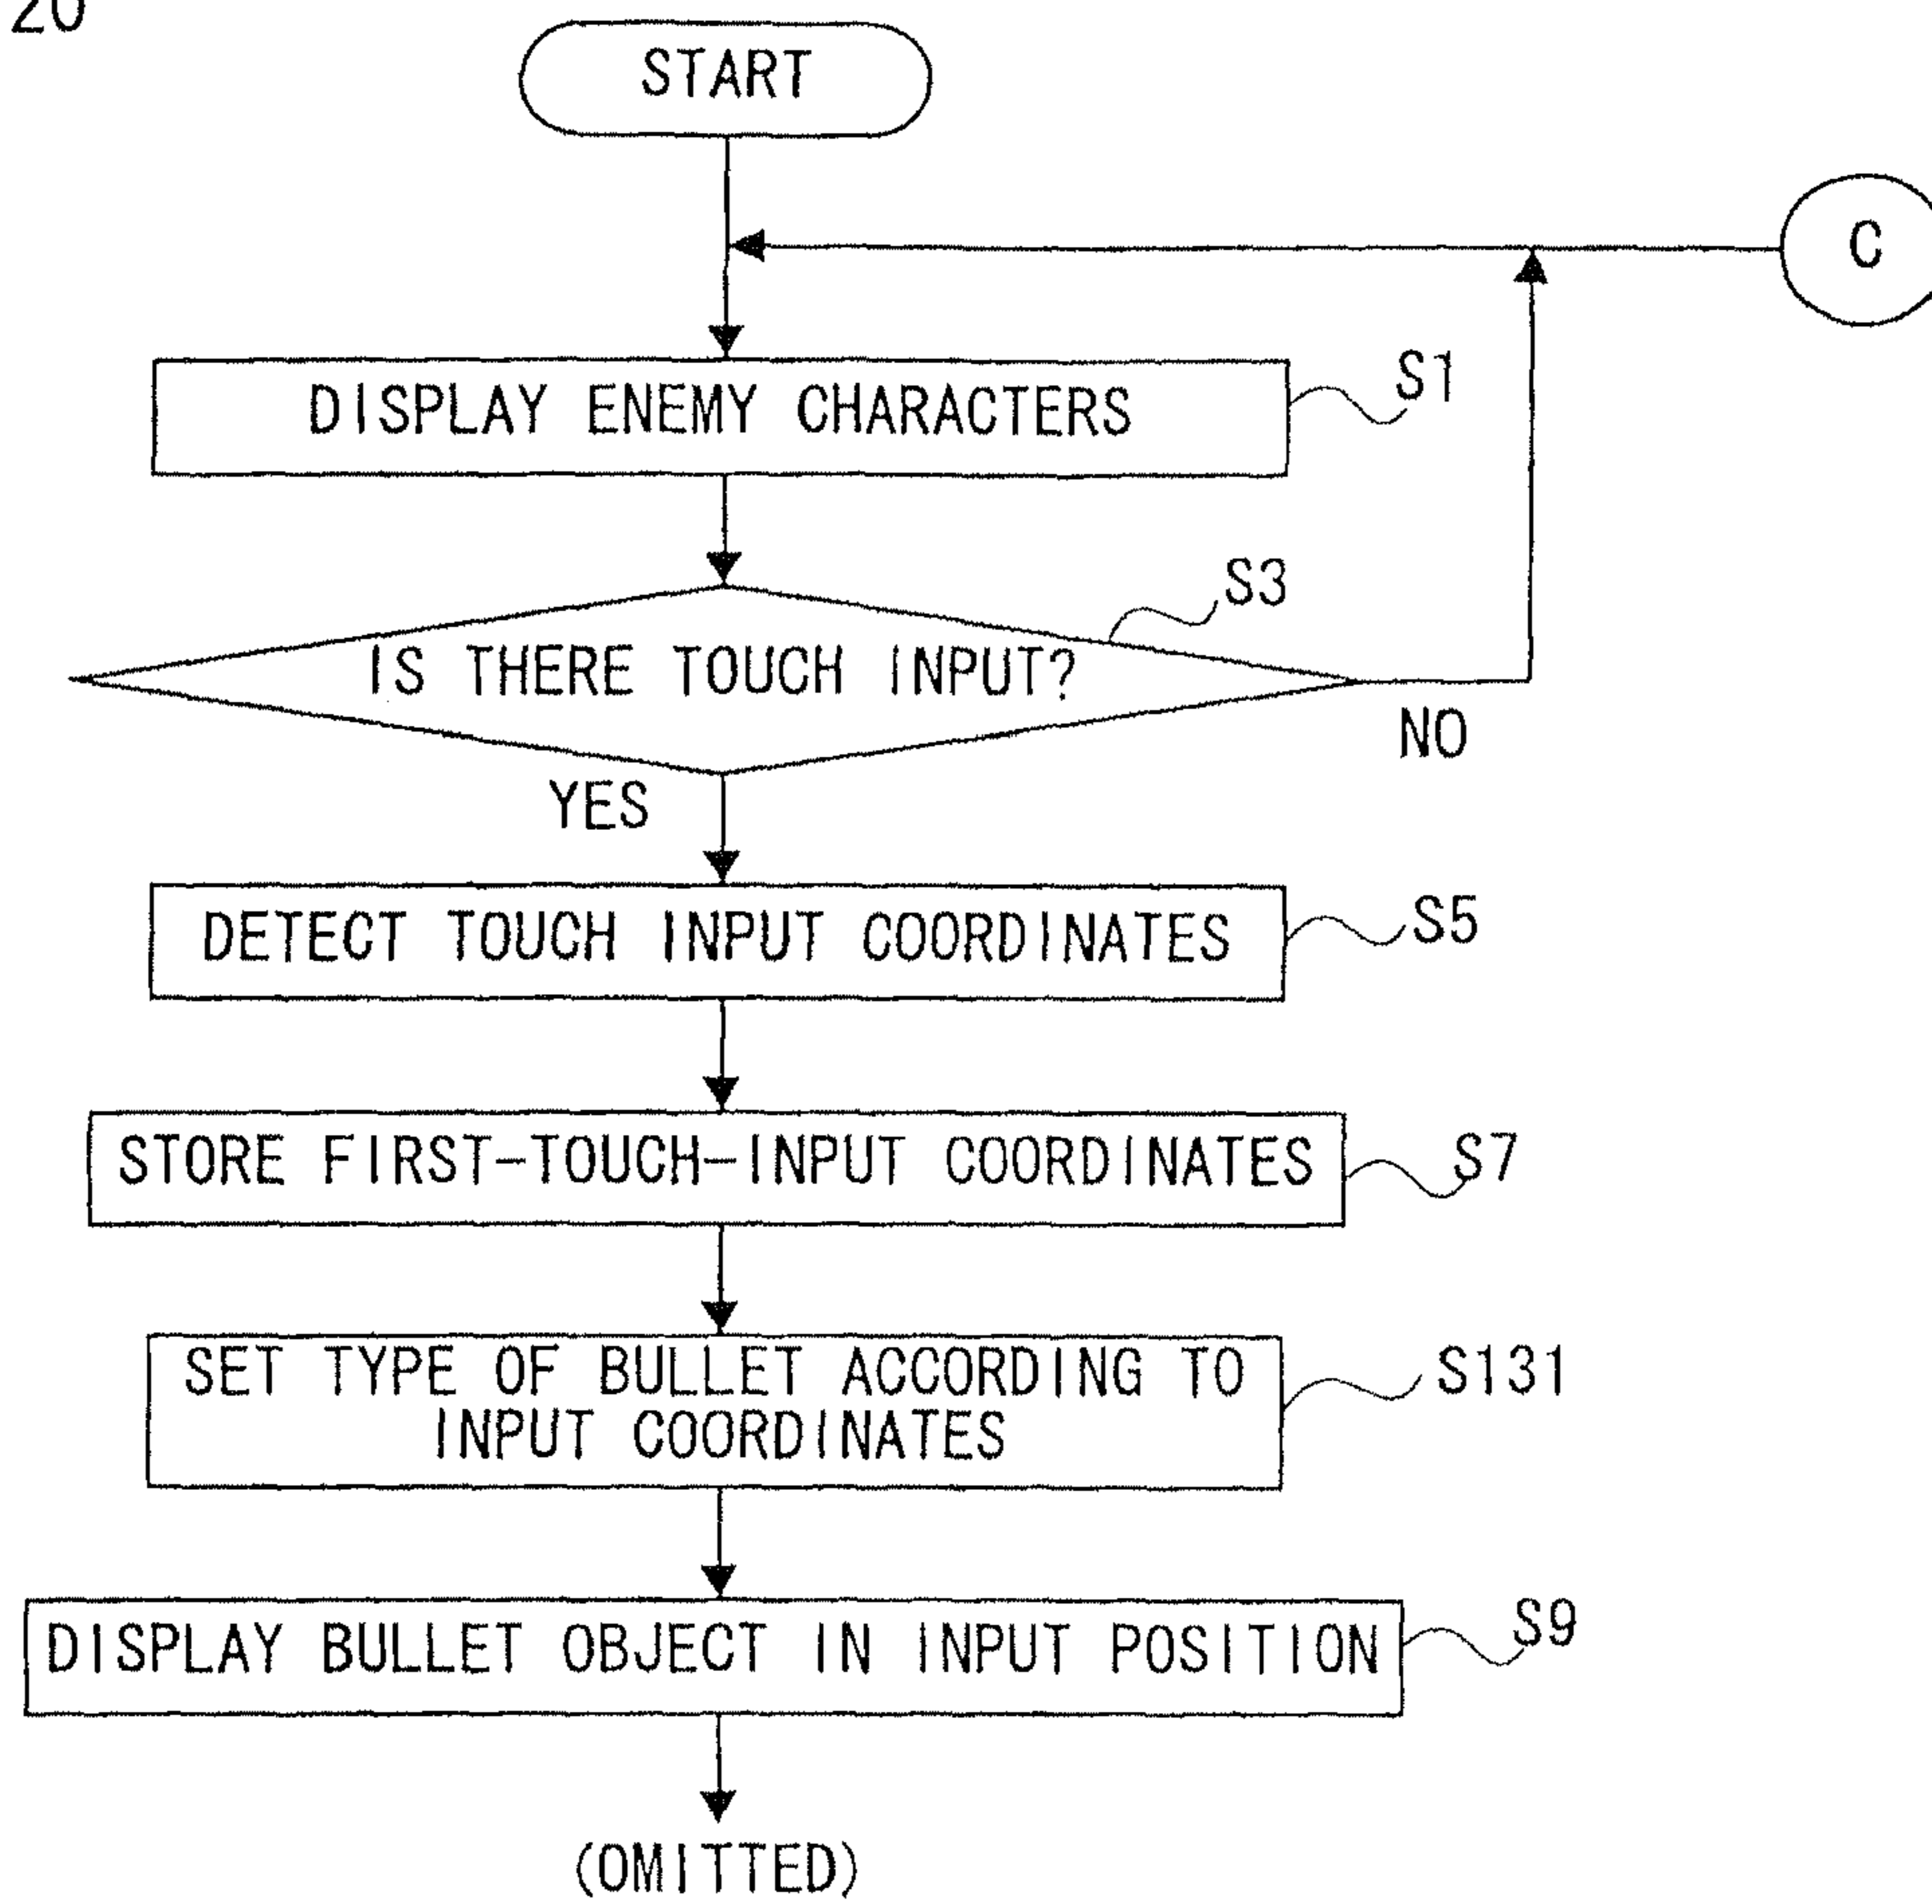 20
START
C
DISPLAY ENEMY CHARACTERS
S1
S3
IS THERE TOUCH INPUT?
NO
YES
DETECT TOUCH INPUT COORDINATES
S5
STORE FIRST-TOUCH-INPUT COORDINATES
S7
SET TYPE OF BULLET ACCORDING TO
INPUT COORDINATES
S131
DISPLAY BULLET OBJECT IN INPUT POSITION
S9
(OMITTED)